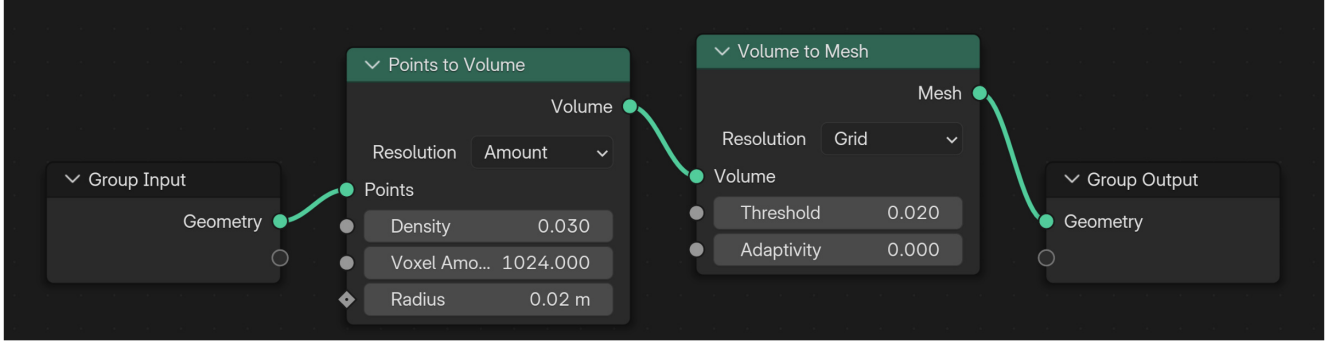 Group Input
Geometry
Points to Volume
Volume
Resolution Amount
Points
Density 0.030
Voxel Amo... 1024.000
Radius 0.02 m
Volume to Mesh
Mesh
Resolution Grid
Volume
Threshold 0.020
Adaptivity 0.000
Group Output
Geometry